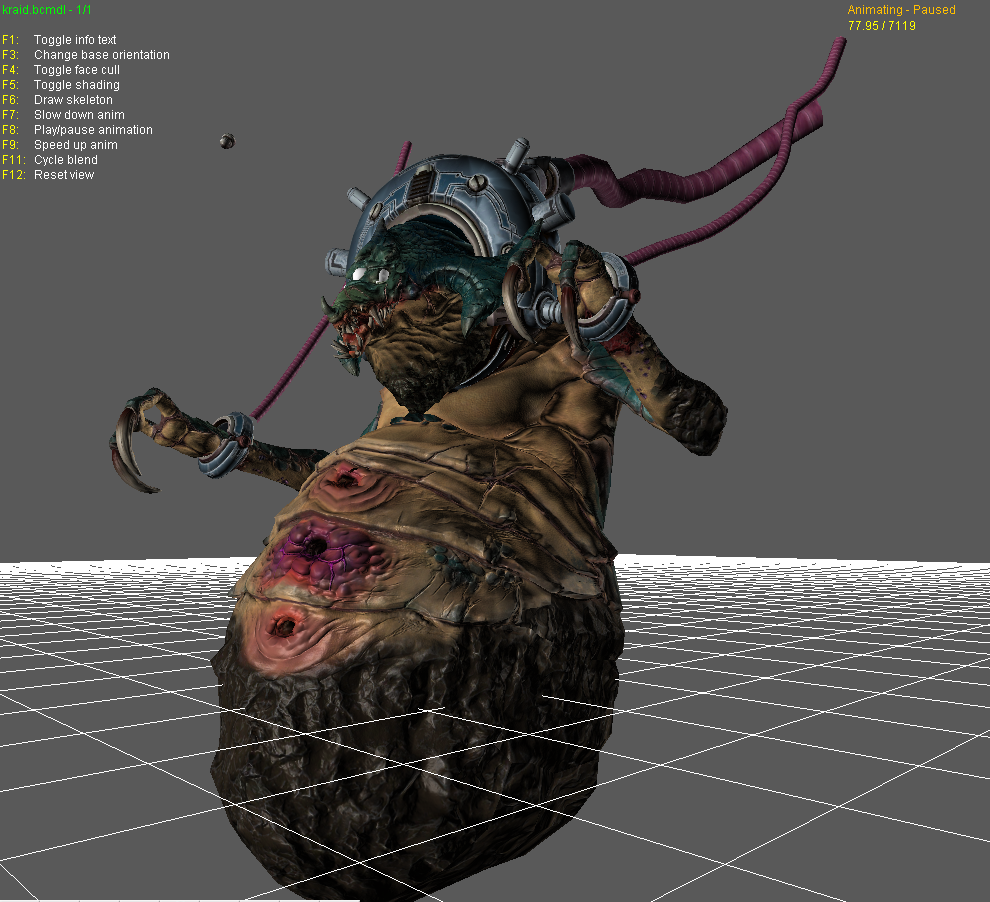 kraid.bcmdl - 1/1
Animating - Paused
77.95 / 7119
F1: Toggle info text
F3: Change base orientation
F4: Toggle face cull
F5: Toggle shading
F6: Draw skeleton
F7: Slow down anim
F8: Play/pause animation
F9: Speed up anim
F11: Cycle blend
F12: Reset view